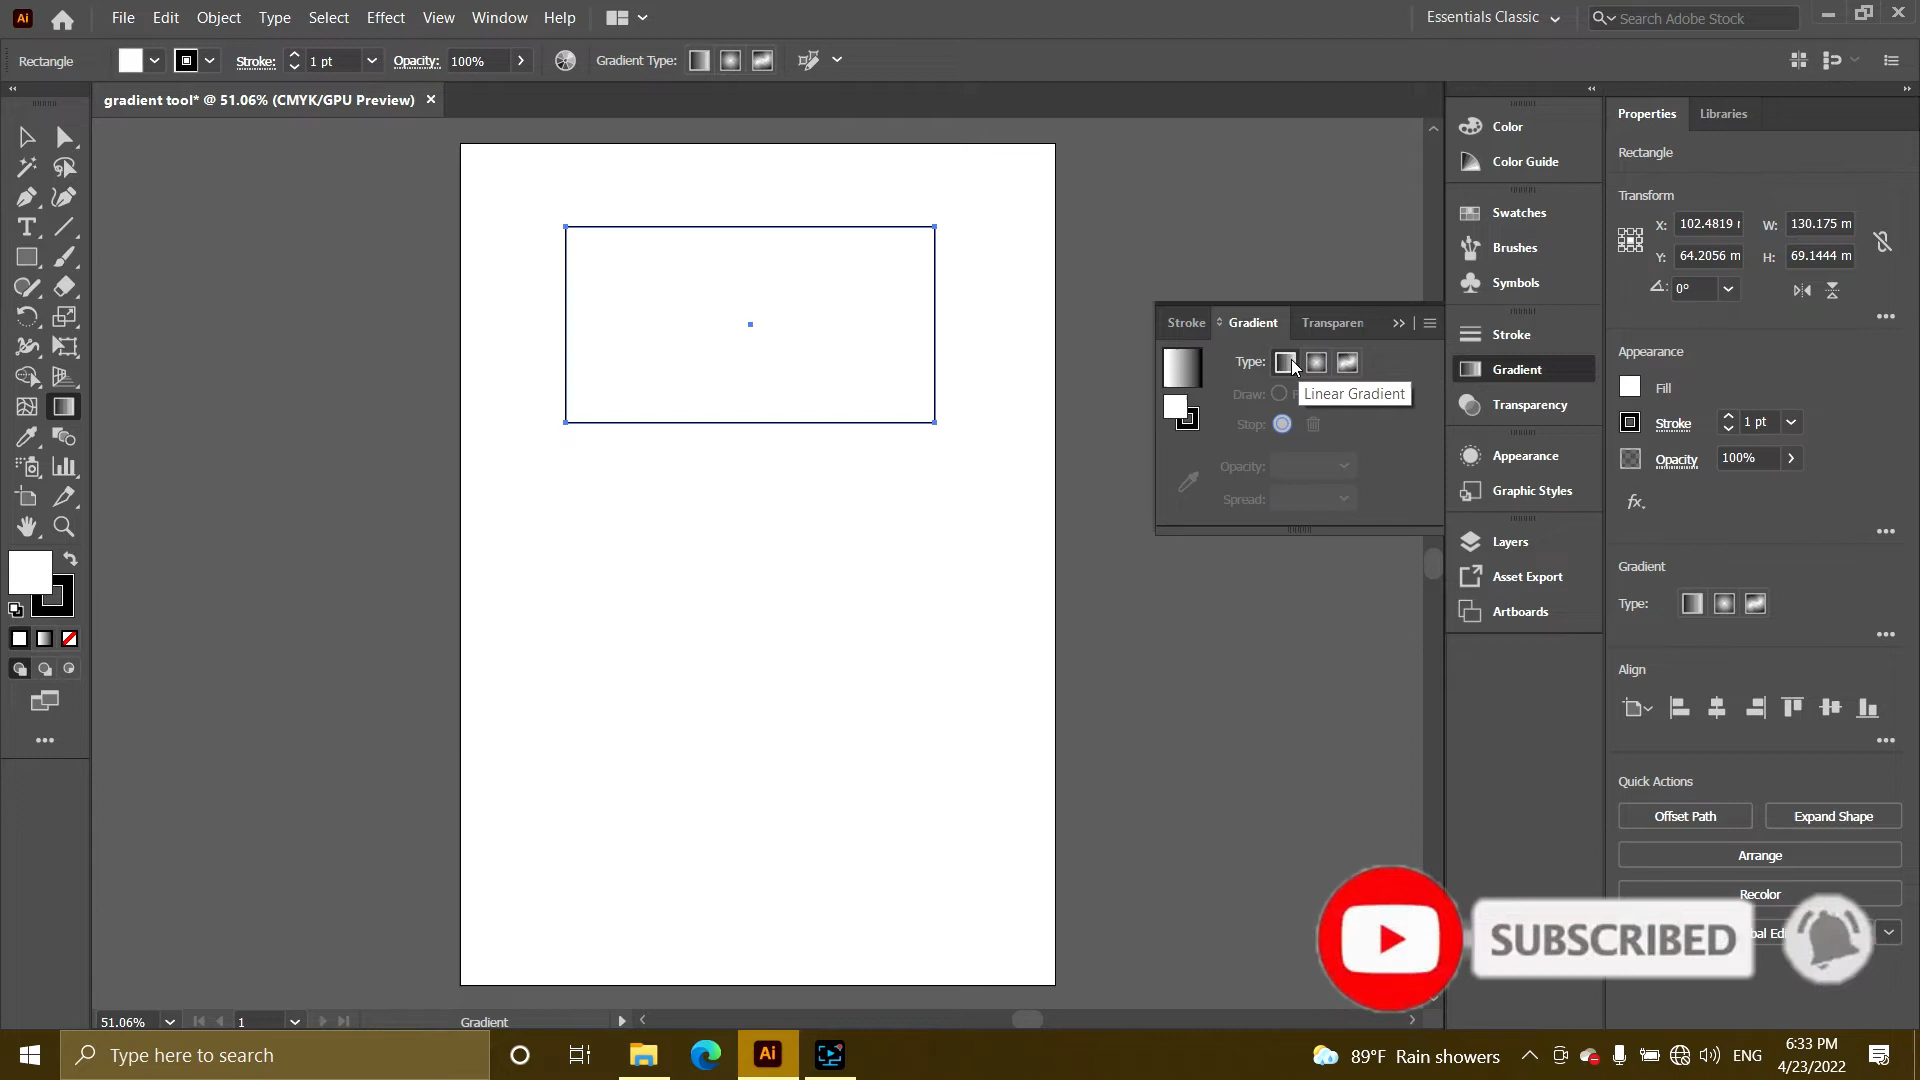 Ai File Edit Object Type Select Effect View Window Help Essentials Classic Search Adobe Stock
Rectangle Stroke: 1 pt Opacity: 100% Gradient Type:
gradient tool* @ 51.06% (CMYK/GPU Preview) ×
Color
Color Guide
Swatches
Brushes
Symbols
Stroke
Gradient
Transparency
Appearance
Graphic Styles
Layers
Asset Export
Artboards
Stroke Gradient Transparen
Type:
Linear Gradient
Draw:
Stop:
Opacity:
Spread:
Properties Libraries
Rectangle
Transform
X: 102.4819 W: 130.175 m
Y: 64.2056 m H: 69.1444 m
0°
Appearance
Fill
Stroke 1 pt
Opacity 100%
fx.
Gradient
Type:
Align
Quick Actions
Offset Path Expand Shape
Arrange
Recolor
bal Edi
SUBSCRIBED
51.06% 1 Gradient
Type here to search Ai 89°F Rain showers ENG 6:33 PM
4/23/2022